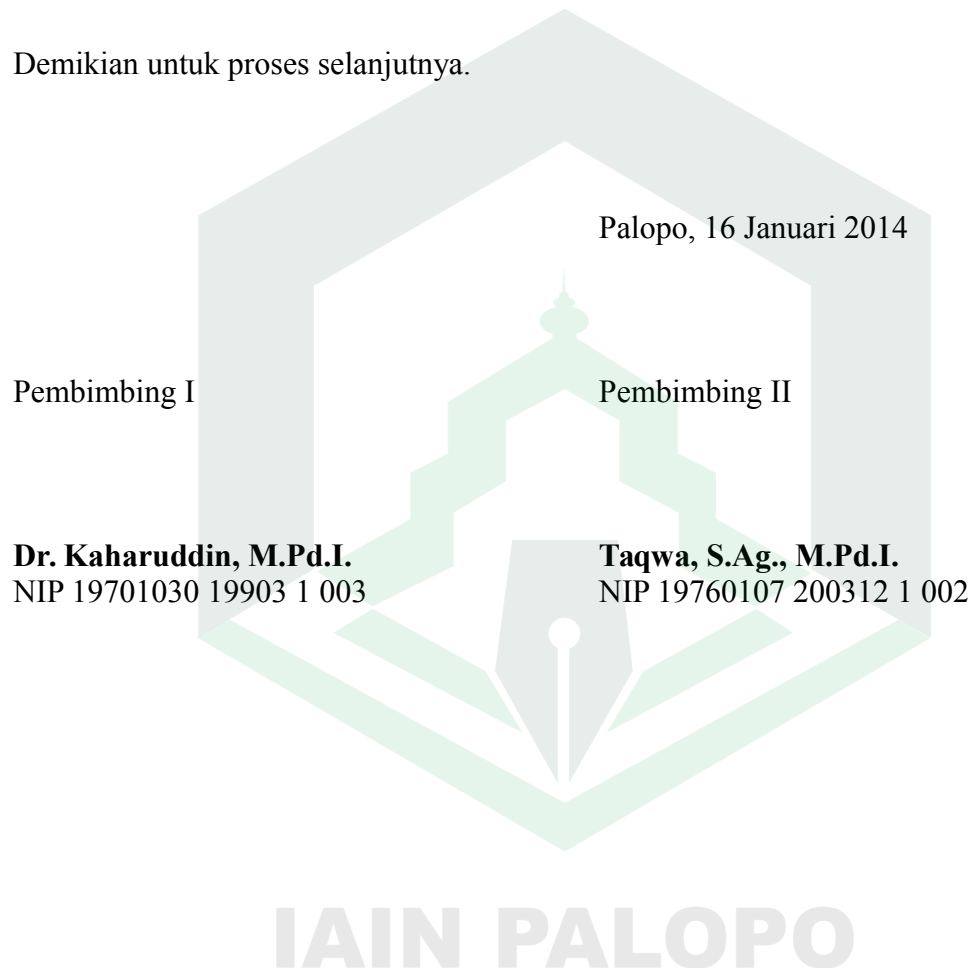 Demikian untuk proses selanjutnya.
Palopo, 16 Januari 2014
Pembimbing I
Pembimbing II
Dr. Kaharuddin, M.Pd.I.
NIP 19701030 19903 1 003
Taqwa, S.Ag., M.Pd.I.
NIP 19760107 200312 1 002
IAIN PALOPO